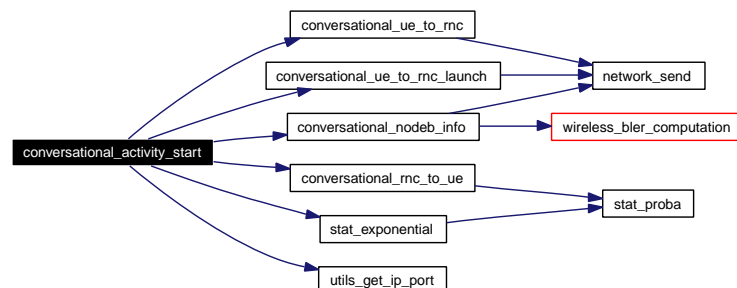 conversational_ue_to_rnc
conversational_ue_to_rnc_launch
network_send
conversational_nodeb_info
wireless_bler_computation
conversational_activity_start
conversational_rnc_to_ue
stat_proba
stat_exponential
utils_get_ip_port